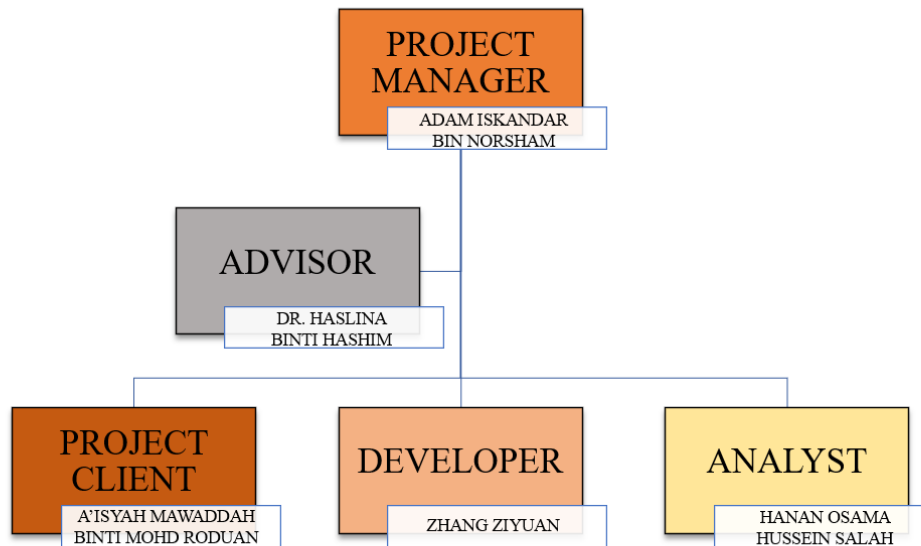 PROJECT
MANAGER
ADAM ISKANDAR
BIN NORSHAM
ADVISOR
DR. HASLINA
BINTI HASHIM
PROJECT
CLIENT
A'ISYAH MAWADDAH
BINTI MOHD RODUAN
DEVELOPER
ZHANG ZIYUAN
ANALYST
HANAN OSAMA
HUSSEIN SALAH